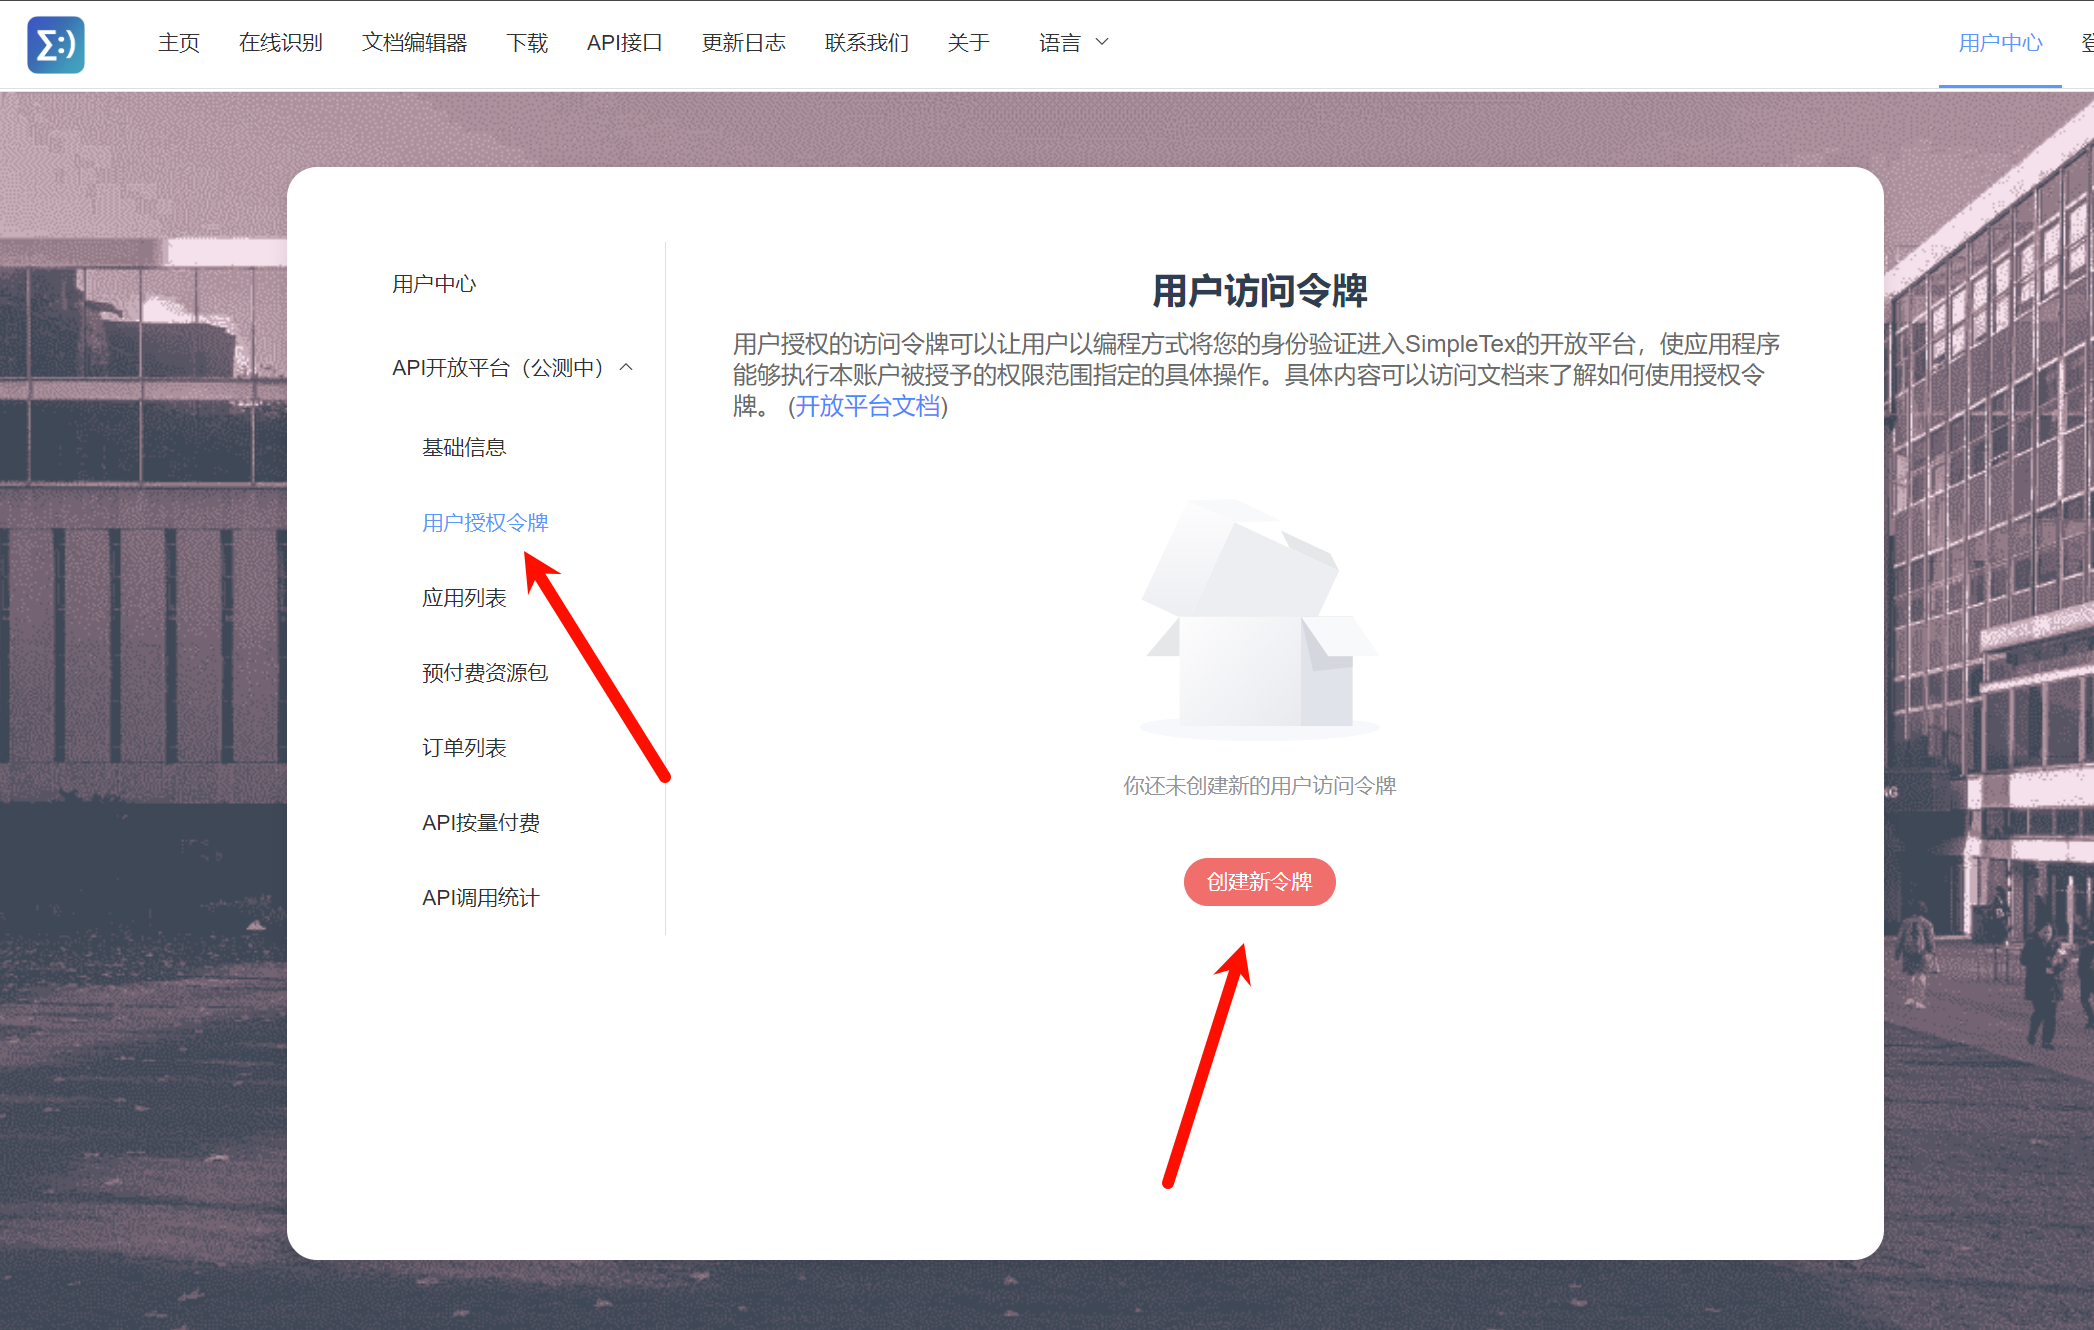 主页
在线识别
文档编辑器
下载
API接口
更新日志
联系我们
关于
语言
用户中心
用户中心
API开放平台（公测中）
基础信息
用户授权令牌
应用列表
预付费资源包
订单列表
API按量付费
API调用统计
用户访问令牌
用户授权的访问令牌可以让用户以编程方式将您的身份验证进入SimpleTex的开放平台，使应用程序
能够执行本账户被授予的权限范围指定的具体操作。具体内容可以访问文档来了解如何使用授权令
牌。 (开放平台文档)
你还未创建新的用户访问令牌
创建新令牌